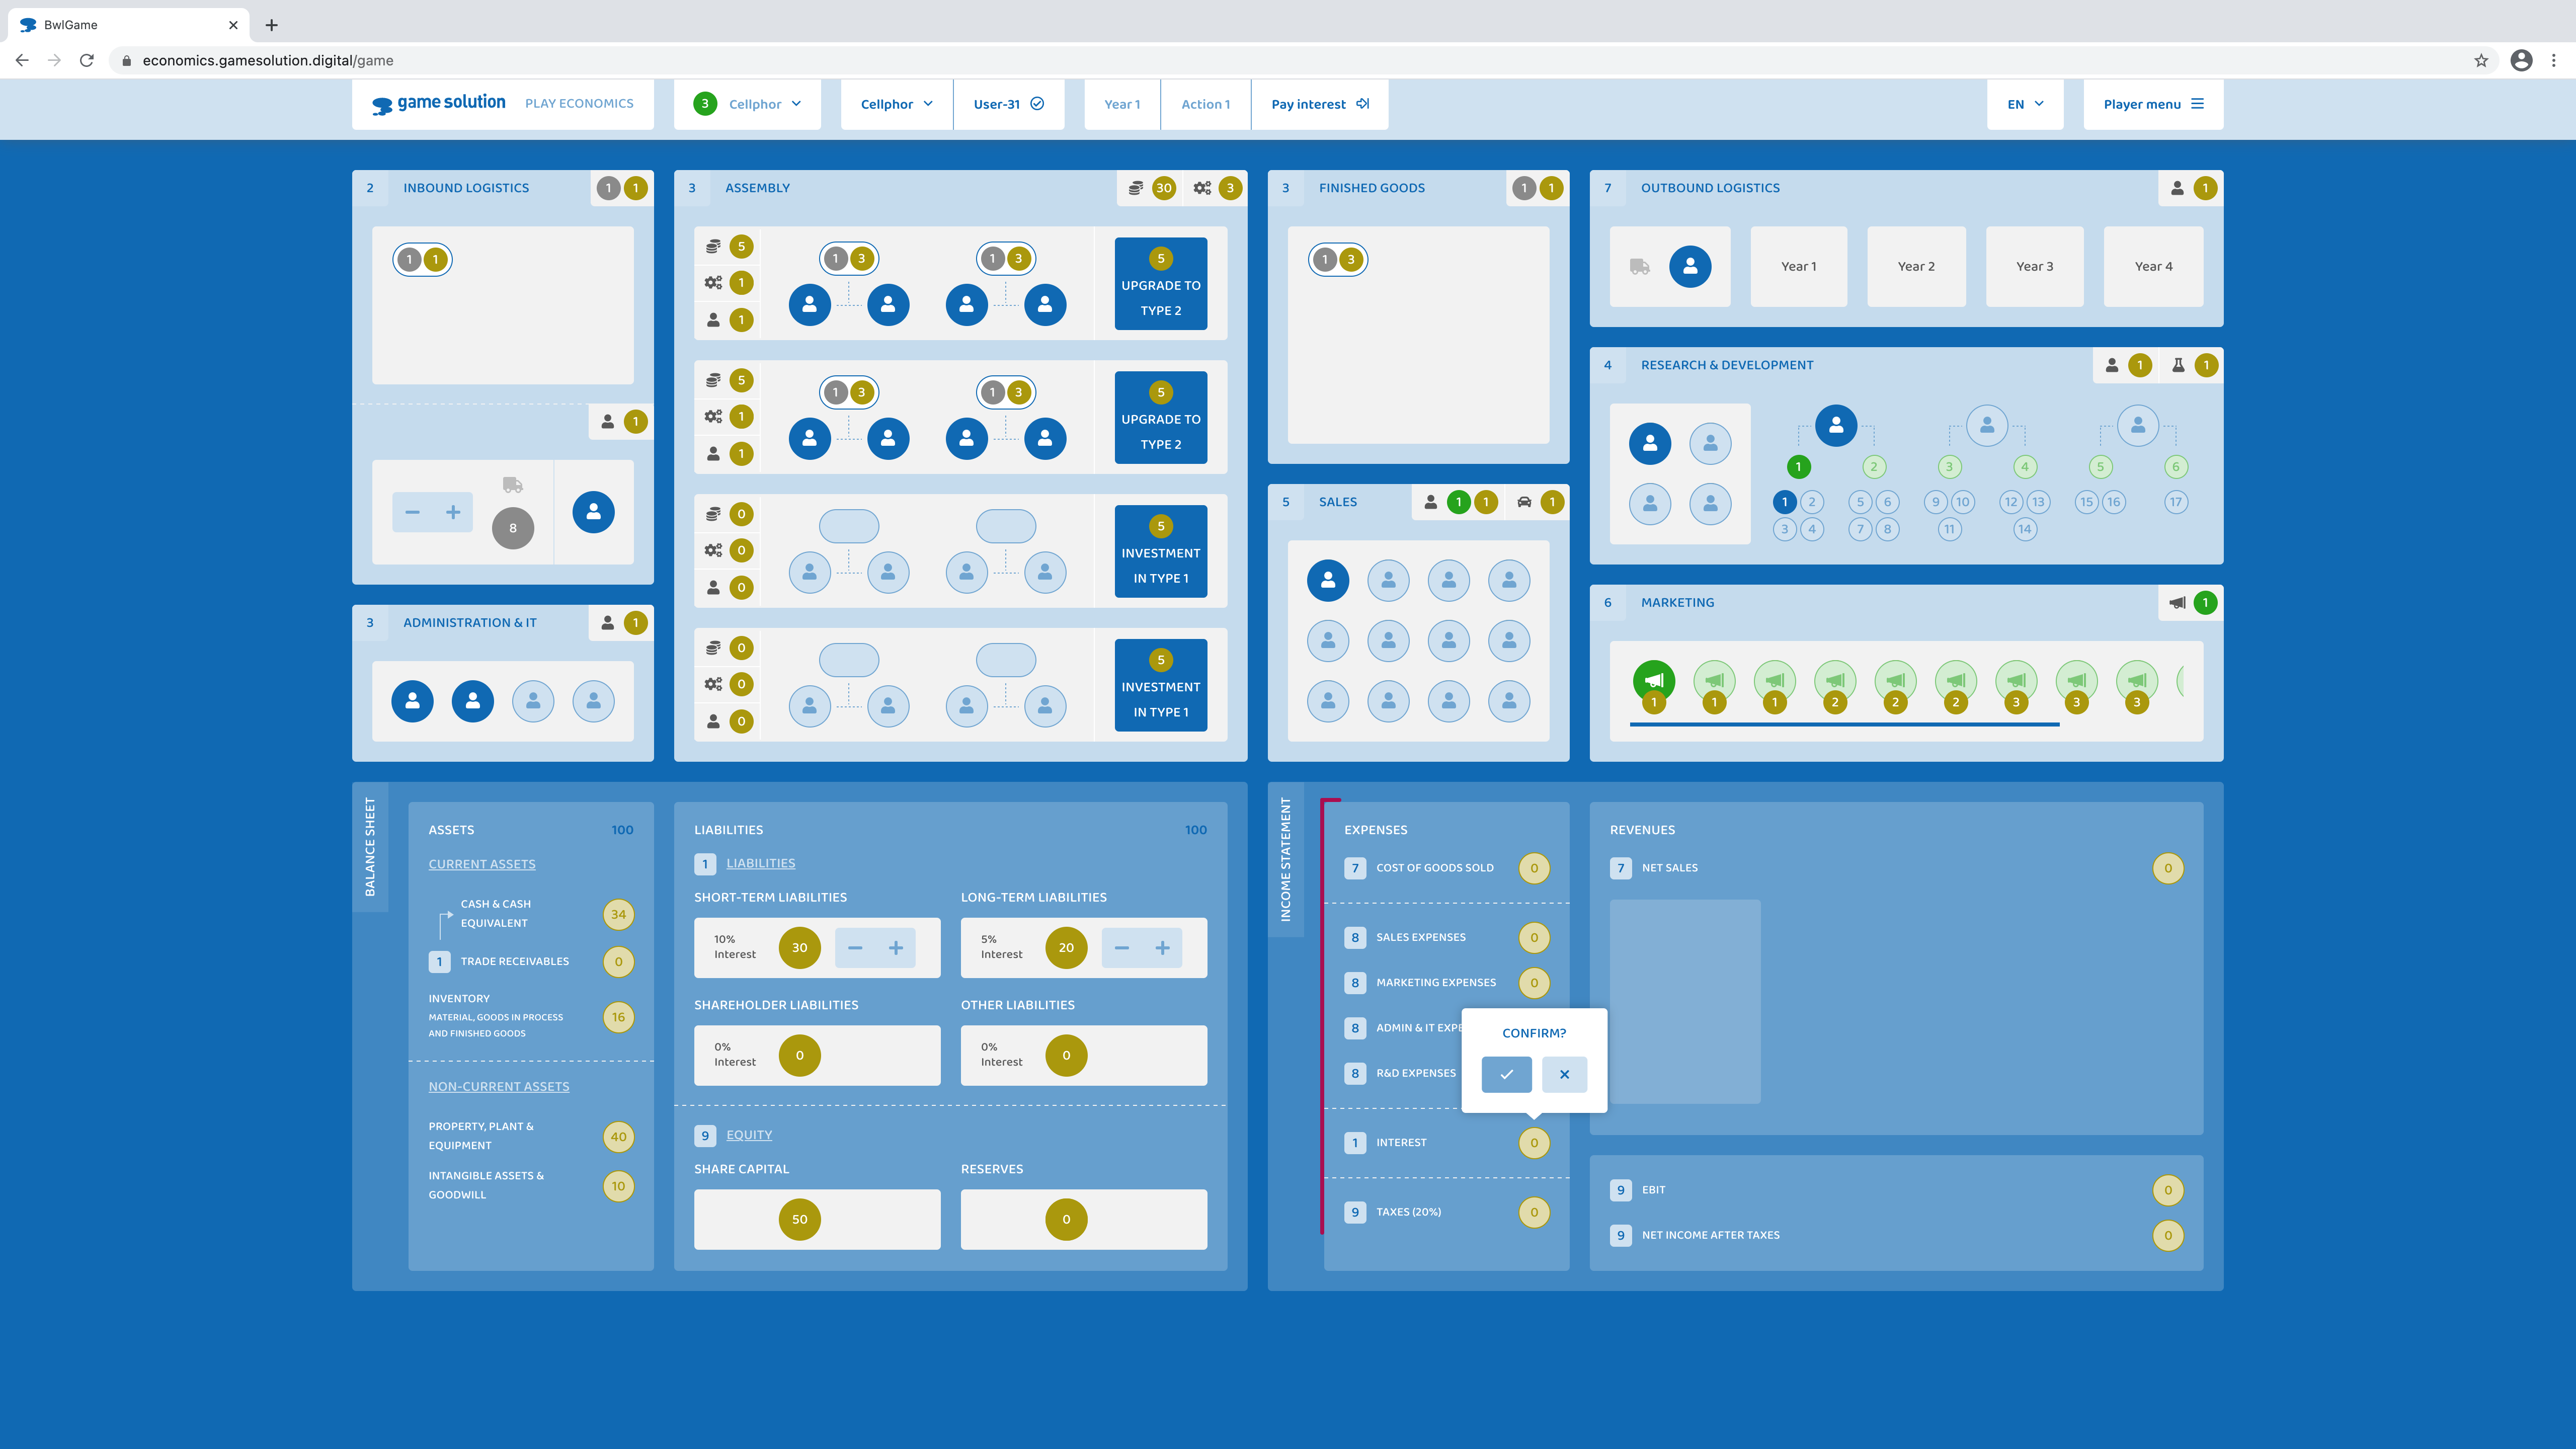 BwlGame
economics.gamesolution.digital/game
game solution PLAY ECONOMICS
3 Cellphor
Cellphor
User-31
Year 1
Action 1
Pay interest
EN
Player menu
2 INBOUND LOGISTICS 1 1
1 1
1
8
3 ADMINISTRATION & IT 1
3 ASSEMBLY 30 3
5
1
1
1 3
1 3
5
UPGRADE TO
TYPE 2
5
1
1
1 3
1 3
5
UPGRADE TO
TYPE 2
0
0
0
5
INVESTMENT
IN TYPE 1
0
0
0
5
INVESTMENT
IN TYPE 1
3 FINISHED GOODS 1 1
1 3
5 SALES 1 1 1
7 OUTBOUND LOGISTICS 1
Year 1
Year 2
Year 3
Year 4
4 RESEARCH & DEVELOPMENT 1 1
1 2 3 4 5 6
1 2 5 6 9 10 12 13 15 16 17
3 4 7 8 11 14
6 MARKETING 1
1 1 1 2 2 2 3 3 3
BALANCE SHEET
ASSETS 100
CURRENT ASSETS
CASH & CASH
EQUIVALENT
34
1 TRADE RECEIVABLES 0
INVENTORY
MATERIAL, GOODS IN PROCESS
AND FINISHED GOODS
16
NON-CURRENT ASSETS
PROPERTY, PLANT &
EQUIPMENT
40
INTANGIBLE ASSETS &
GOODWILL
10
LIABILITIES 100
1 LIABILITIES
SHORT-TERM LIABILITIES
10%
Interest
30
LONG-TERM LIABILITIES
5%
Interest
20
SHAREHOLDER LIABILITIES
0%
Interest
0
OTHER LIABILITIES
0%
Interest
0
9 EQUITY
SHARE CAPITAL
50
RESERVES
0
INCOME STATEMENT
EXPENSES
7 COST OF GOODS SOLD 0
8 SALES EXPENSES 0
8 MARKETING EXPENSES 0
8 ADMIN & IT EXPE
8 R&D EXPENSES
CONFIRM?
1 INTEREST 0
9 TAXES (20%) 0
REVENUES
7 NET SALES 0
9 EBIT 0
9 NET INCOME AFTER TAXES 0